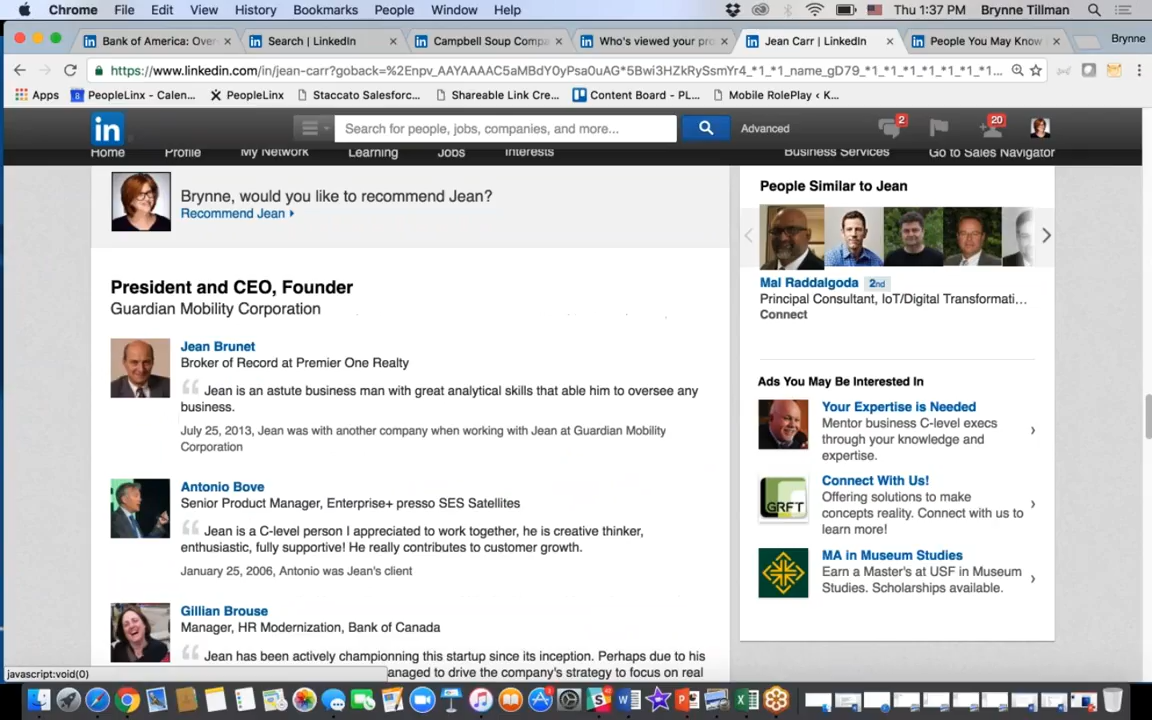 Chrome File Edit View History Bookmarks People Window Help Thu 1:37 PM Brynne Tillman
Bank of America: Over Search | LinkedIn Campbell Soup Compa Who's viewed your pro Jean Carr | LinkedIn People You May Know Brynne
https://www.linkedin.com/in/jean-carr?goback=%2Enpv_AAYAAAC5aMBdY0yPsa0uAG*5Bwi3HZkRySsmYr4_*1_*1_name_gD79_*1_*1_*1_*1_*1_*1_*1_...
Apps PeopleLinx - Calen... PeopleLinx Staccato Salesforc... Shareable Link Cre... Content Board - PL... Mobile RolePlay ‹ K...
in Search for people, jobs, companies, and more... Advanced 2 20
Home Profile My Network Learning Jobs Interests Business Services Go to Sales Navigator
Brynne, would you like to recommend Jean?
Recommend Jean
President and CEO, Founder
Guardian Mobility Corporation
Jean Brunet
Broker of Record at Premier One Realty
Jean is an astute business man with great analytical skills that able him to oversee any
business.
July 25, 2013, Jean was with another company when working with Jean at Guardian Mobility
Corporation
Antonio Bove
Senior Product Manager, Enterprise+ presso SES Satellites
Jean is a C-level person I appreciated to work together, he is creative thinker,
enthusiastic, fully supportive! He really contributes to customer growth.
January 25, 2006, Antonio was Jean's client
Gillian Brouse
Manager, HR Modernization, Bank of Canada
Jean has been actively championning this startup since its inception. Perhaps due to his
anaged to drive the company's strategy to focus on real
People Similar to Jean
Mal Raddalgoda 2nd
Principal Consultant, IoT/Digital Transformati...
Connect
Ads You May Be Interested In
Your Expertise is Needed
Mentor business C-level execs
through your knowledge and
expertise.
GRFT
Connect With Us!
Offering solutions to make
concepts reality. Connect with us to
learn more!
MA in Museum Studies
Earn a Master's at USF in Museum
Studies. Scholarships available.
javascript:void(0)